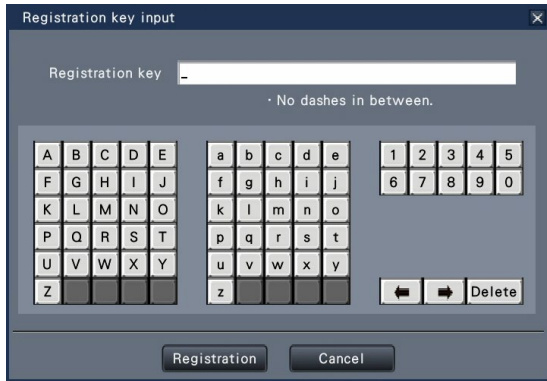 Registration key input
Registration key _
· No dashes in between.
A B C D E a b c d e 1 2 3 4 5
F G H I J f g h i j 6 7 8 9 0
K L M N O k l m n o
P Q R S T p q r s t
U V W X Y u v w x y
Z z Delete
Registration Cancel